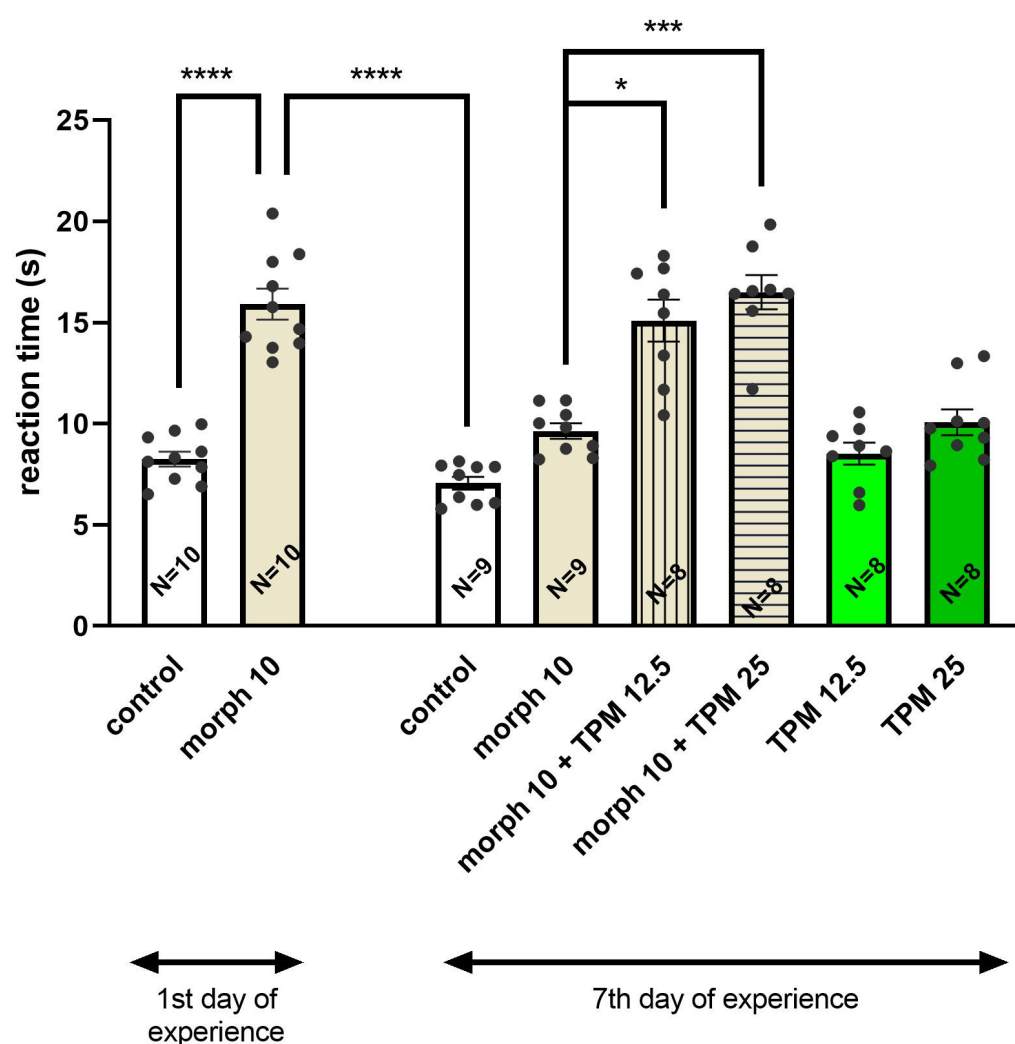 ***
****
****
*
25
20
15
10
5
0
reaction time (s)
N=10
N=10
N=9
N=9
N=8
N=8
N=8
N=8
control
morph 10
control
morph 10
morph 10 + TPM 12.5
morph 10 + TPM 25
TPM 12.5
TPM 25
1st day of
experience
7th day of experience